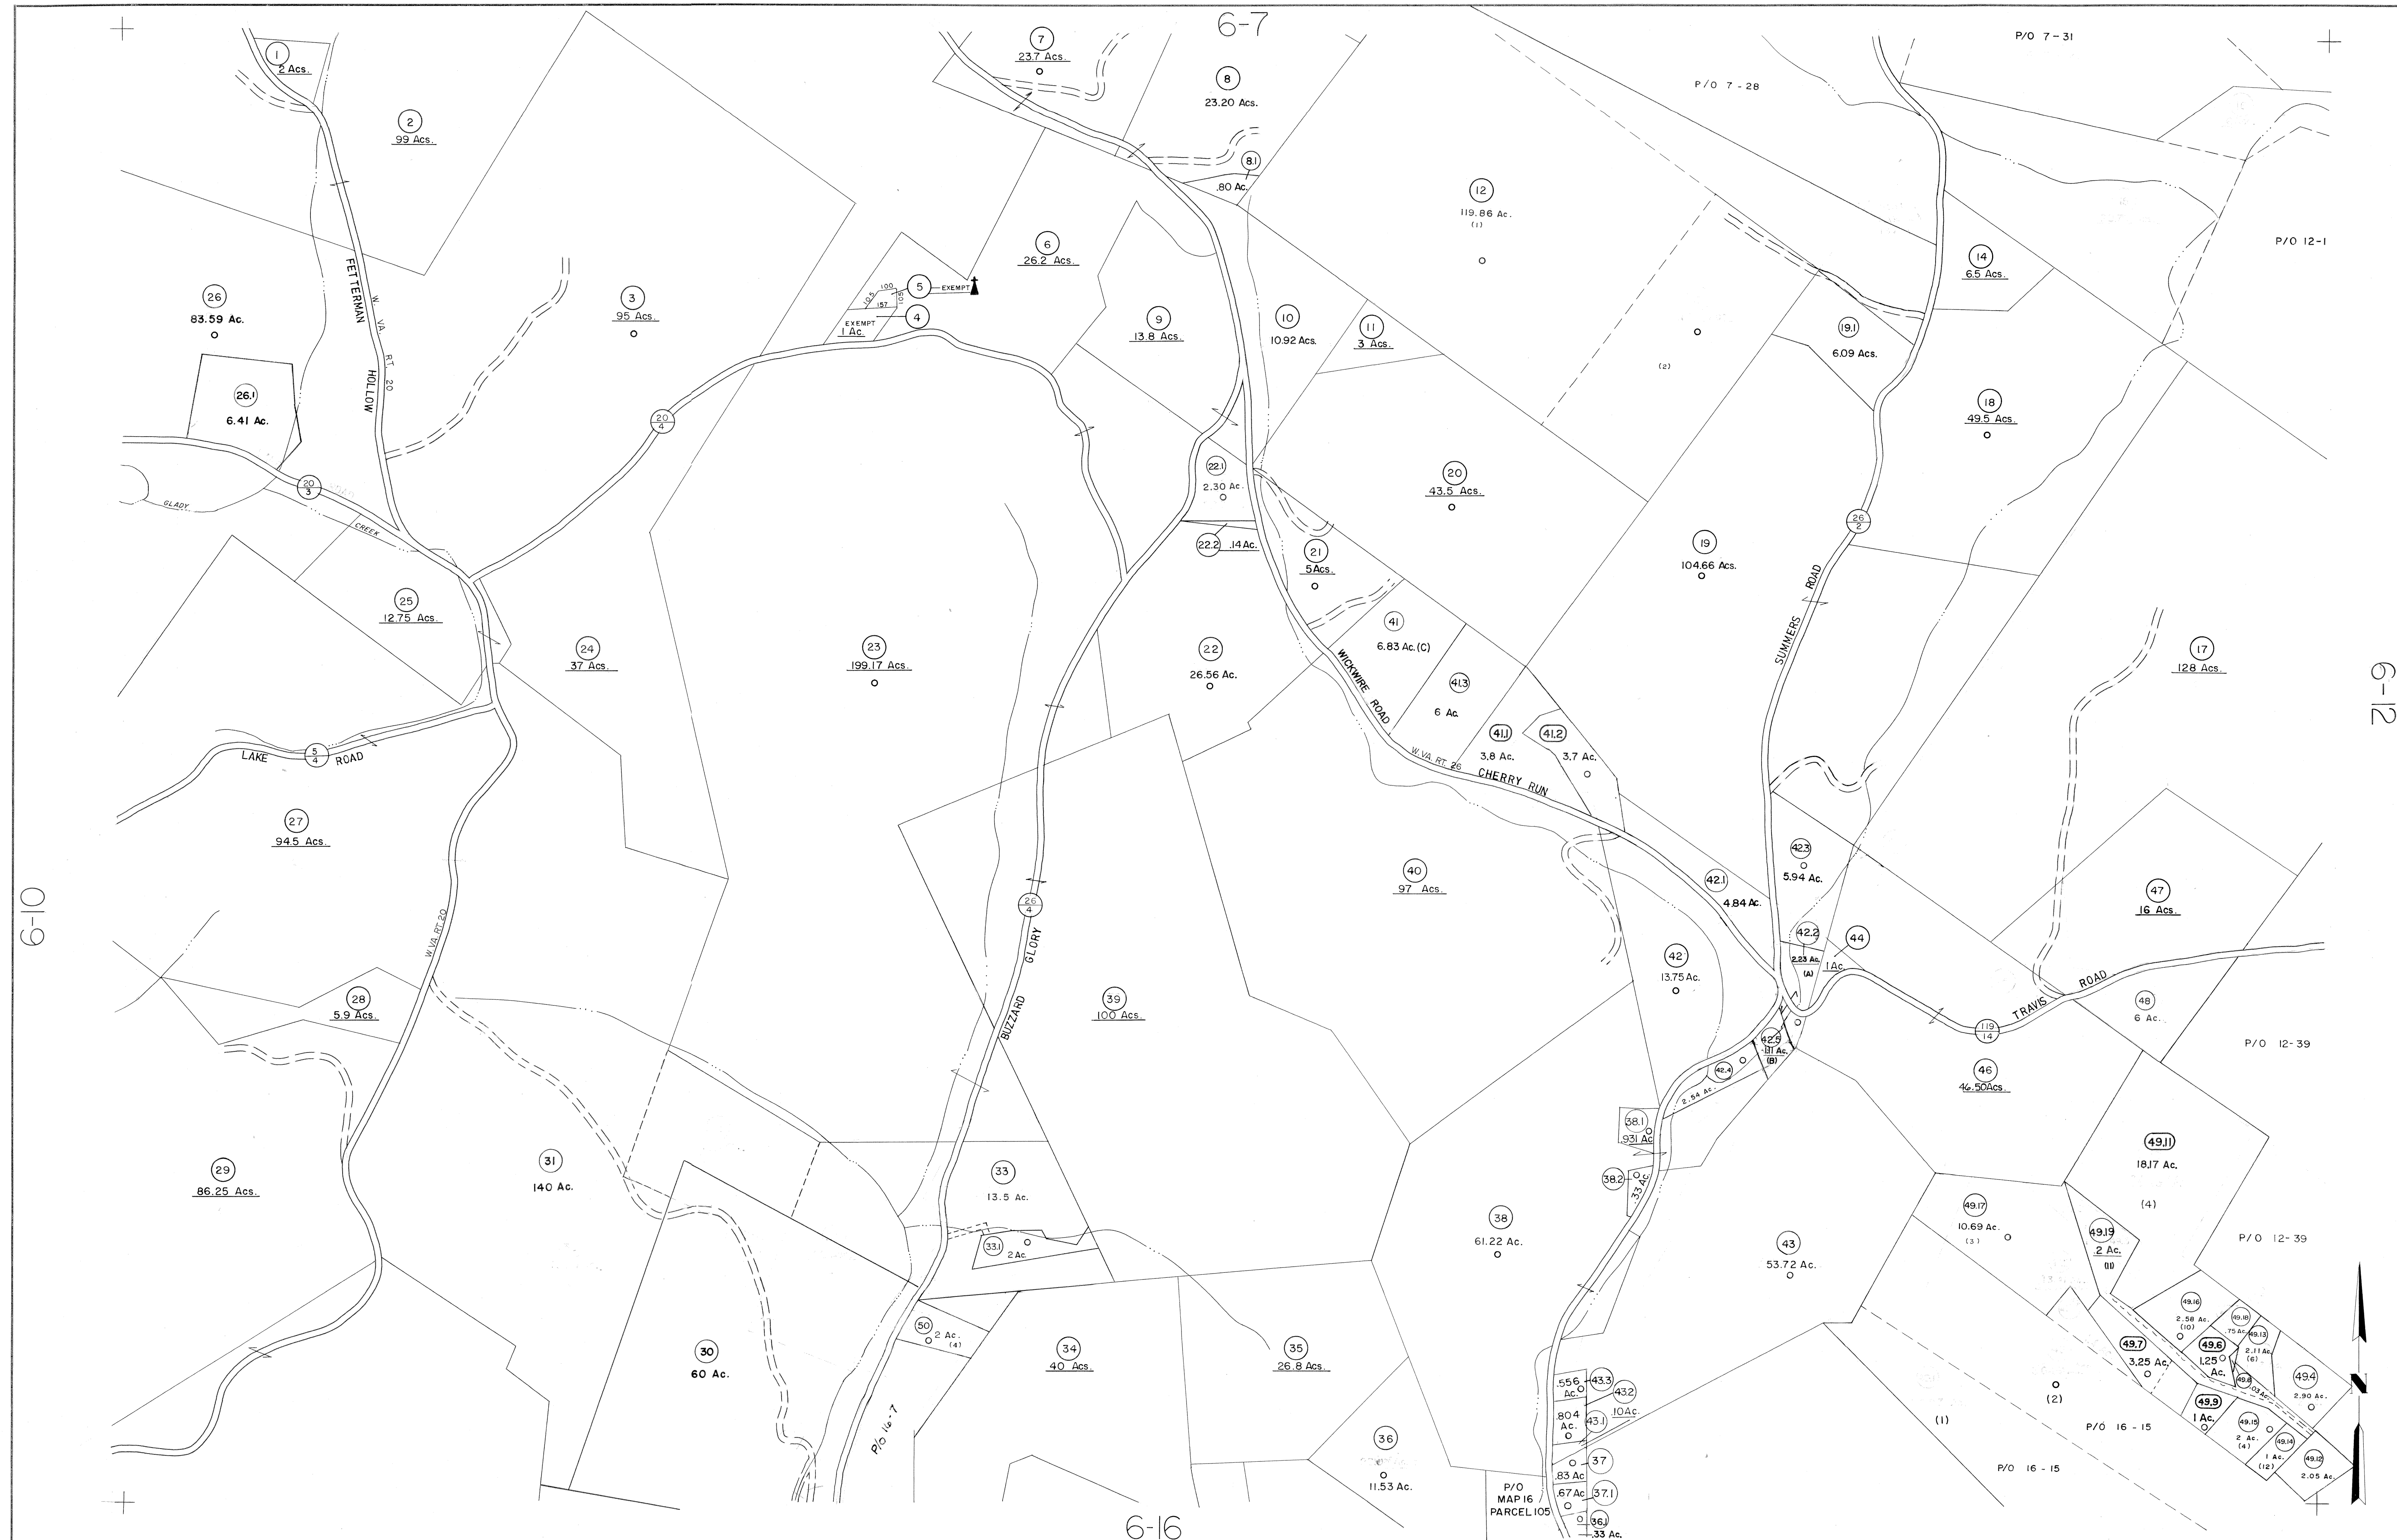 6-7
6-10
6-12
6-16
1
2 Acs.
2
99 Acs.
3
95 Acs.
4
EXEMPT
1 Ac.
5
EXEMPT
100
105
10.5
157
6
26.2 Acs.
7
23.7 Acs.
8
23.20 Acs.
8.1
.80 Ac.
9
13.8 Acs.
10
10.92 Acs.
11
3 Acs.
12
119.86 Ac.
(1)
(2)
P/O 7-28
P/O 7-31
P/O 12-1
14
6.5 Acs.
19.1
6.09 Acs.
18
49.5 Acs.
26
83.59 Ac.
26.1
6.41 Ac.
FETTERMAN
HOLLOW
W. VA. RT. 20
20
4
20
3
GLADY
CREEK
25
12.75 Acs.
24
37 Acs.
23
199.17 Acs.
22.1
2.30 Ac.
22.2
.14 Ac.
21
5 Acs.
20
43.5 Acs.
19
104.66 Acs.
26
2
SUMMERS ROAD
17
128 Acs.
22
26.56 Ac.
41
6.83 Ac. (C)
41.3
6 Ac.
41.1
3.8 Ac.
41.2
3.7 Ac.
WICKWIRE ROAD
W. VA. RT. 26
CHERRY RUN
LAKE
5
4
ROAD
27
94.5 Acs.
W. VA. RT. 20
26
4
BUZZARD GLORY
40
97 Acs.
42.3
5.94 Ac.
42.1
4.84 Ac.
42.2
2.23 Ac.
(A)
44
1 Ac.
42
13.75 Ac.
47
16 Acs.
TRAVIS ROAD
119
14
48
6 Ac.
P/O 12-39
28
5.9 Acs.
39
100 Acs.
42.5
(B)
42.4
2.54 Ac.
46
46.50 Acs.
38.1
.931 Ac
38.2
.33 Ac.
29
86.25 Acs.
31
140 Ac.
33
13.5 Ac.
33.1
2 Ac.
38
61.22 Ac.
43
53.72 Ac.
49.17
10.69 Ac.
(3)
49.11
18.17 Ac.
(4)
P/O 12-39
49.19
.2 Ac.
(11)
49.16
2.58 Ac.
(10)
49.18
.75 Ac.
49.13
2.11 Ac.
(6)
49.7
3.25 Ac.
49.6
1.25
Ac.
49.8
.03 Ac.
49.4
2.90 Ac.
49.9
1 Ac.
49.15
2 Ac.
(4)
49.14
1 Ac.
(12)
49.12
2.05 Ac.
N
30
60 Ac.
50
2 Ac.
(4)
P/O 16-7
34
40 Acs.
35
26.8 Acs.
36
11.53 Ac.
.556
Ac.
43.3
43.2
.10 Ac.
.804
Ac.
43.1
37
.83 Ac
37.1
.67 Ac
36.1
.33 Ac.
P/O
MAP 16
PARCEL 105
(1)
(2)
P/O 16-15
P/O 16-15